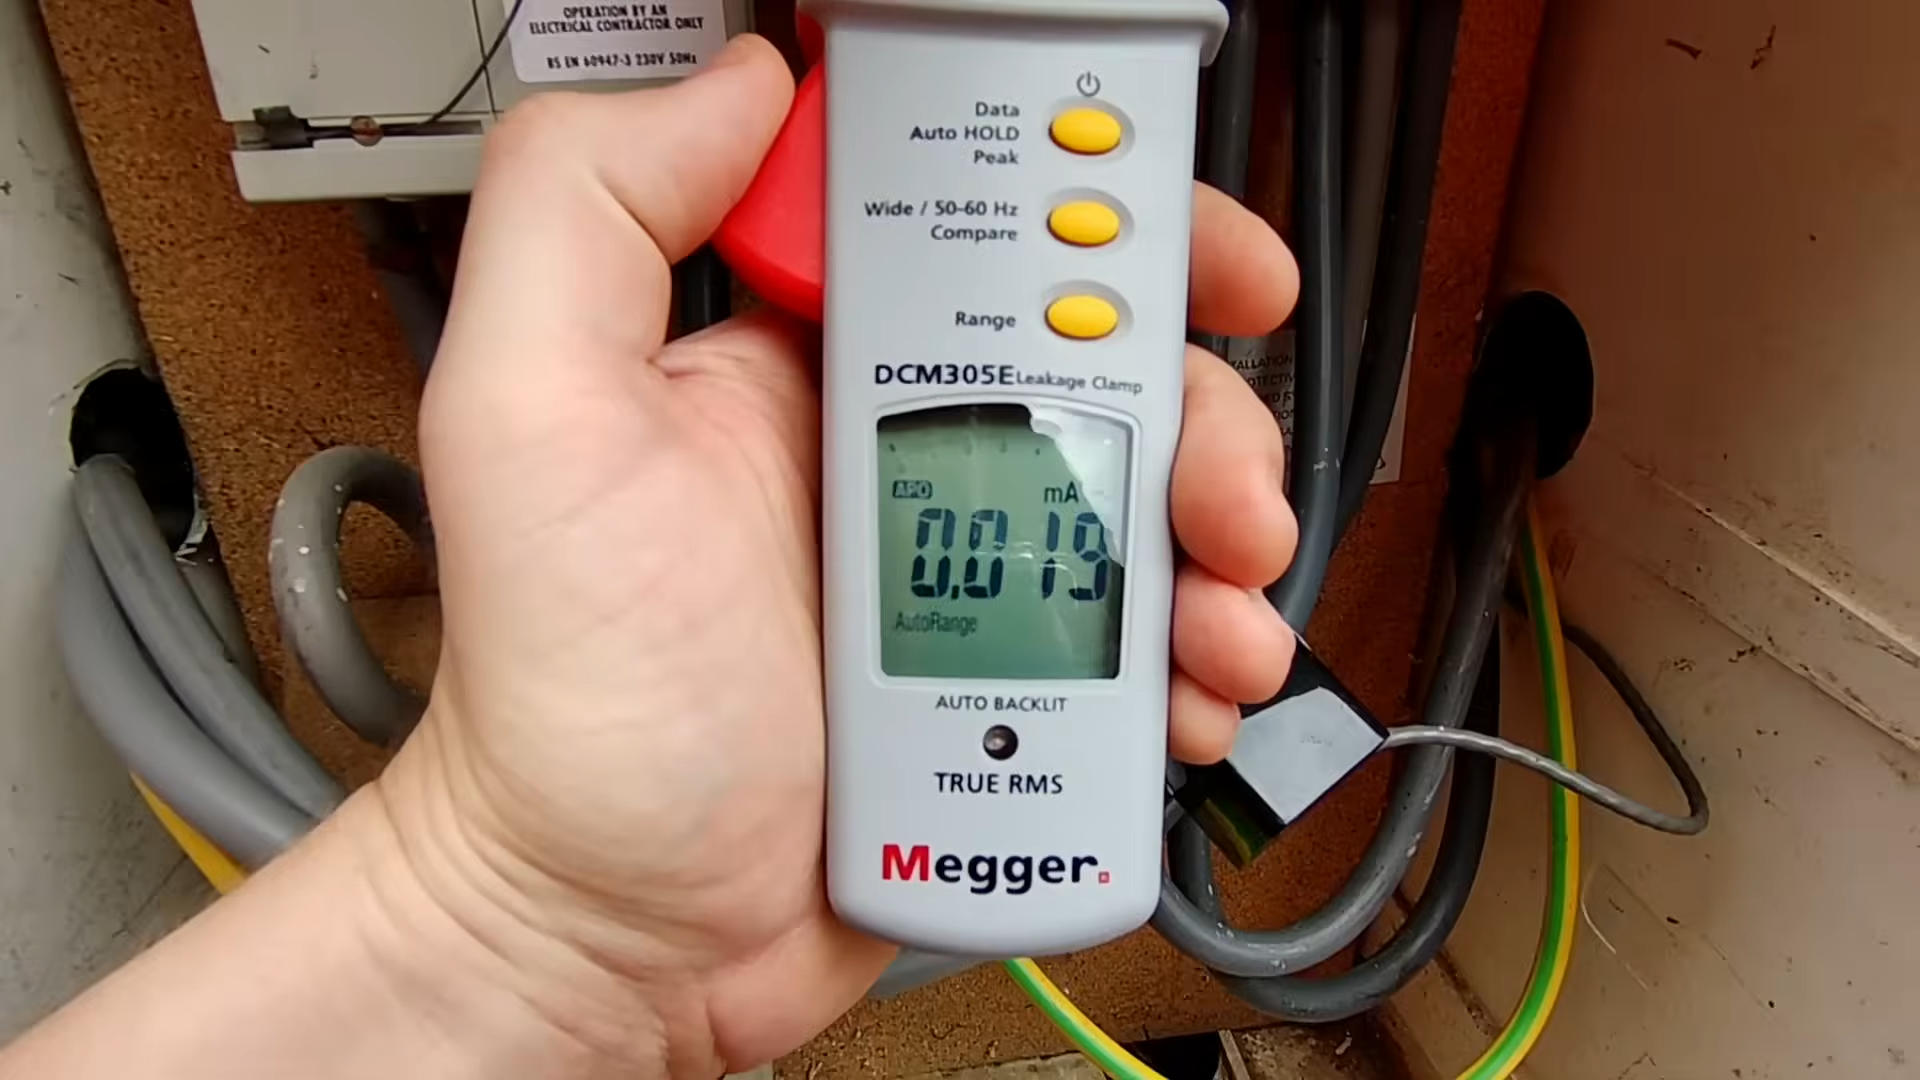 OPERATION BY AN
ELECTRICAL CONTRACTOR ONLY
BS EN 60947-3 230V 50Hz
Data
Auto HOLD
Peak
Wide / 50-60 Hz
Compare
Range
DCM305E Leakage Clamp
APO
mA
0.019
AutoRange
AUTO BACKLIT
TRUE RMS
Megger.